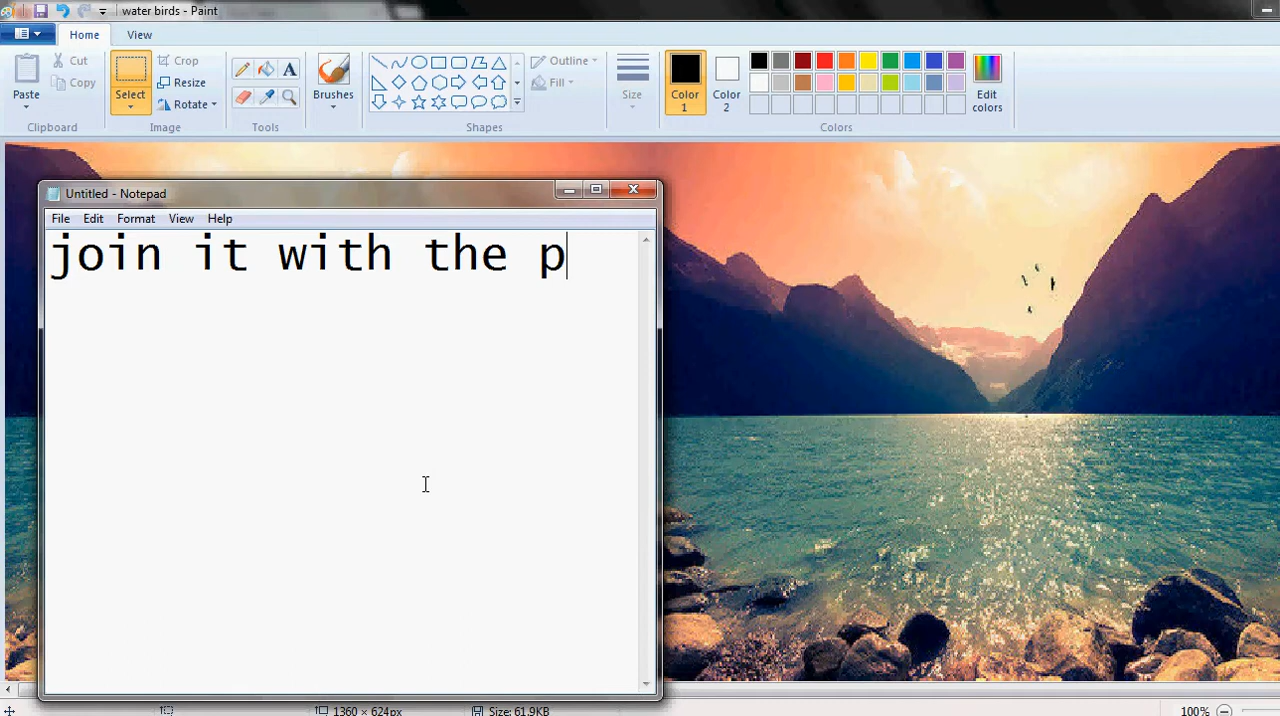 water birds - Paint
Home
View
Paste
Cut
Copy
Clipboard
Select
Crop
Resize
Rotate
Image
Tools
Brushes
Shapes
Outline
Fill
Size
Color 1
Color 2
Edit colors
Colors
Untitled - Notepad
File Edit Format View Help
join it with the p
1360 × 624px
Size: 61.9KB
100%